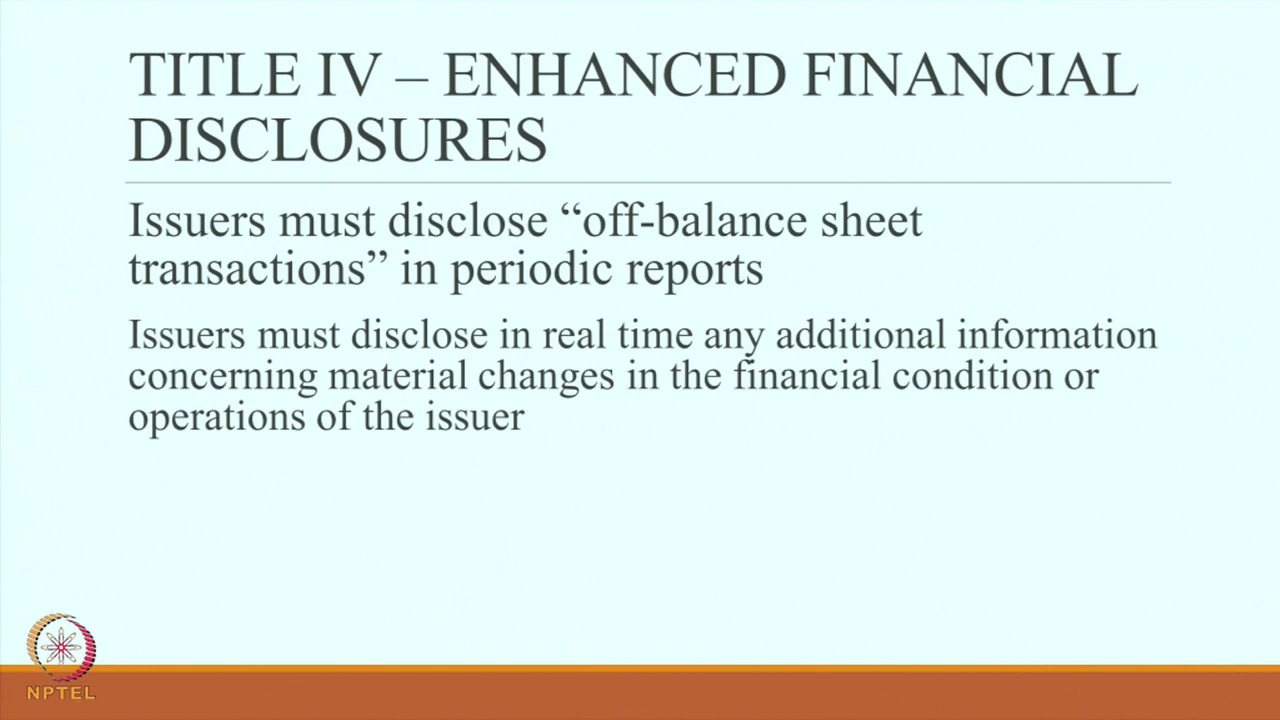 TITLE IV – ENHANCED FINANCIAL
DISCLOSURES
Issuers must disclose “off-balance sheet
transactions” in periodic reports
Issuers must disclose in real time any additional information
concerning material changes in the financial condition or
operations of the issuer
NPTEL